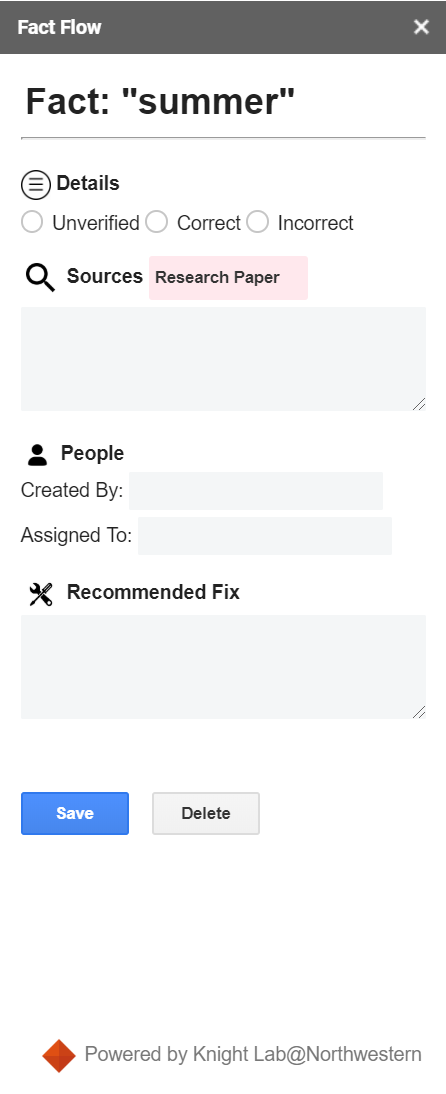 Fact Flow
Fact: "summer"
Details
Unverified Correct Incorrect
Sources Research Paper
People
Created By:
Assigned To:
Recommended Fix
Save Delete
Powered by Knight Lab@Northwestern